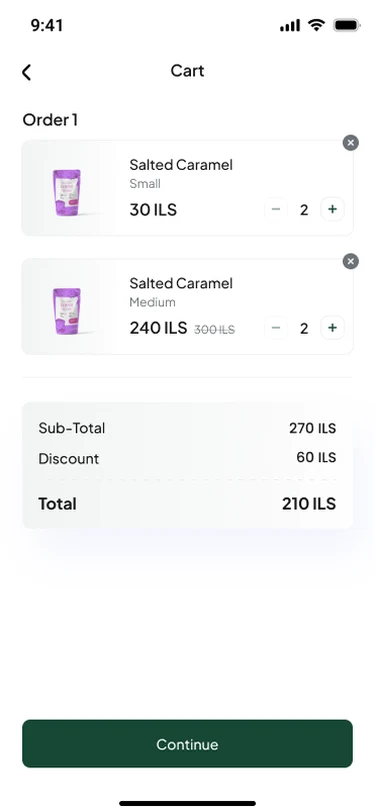 9:41
Cart
Order 1
Salted Caramel
Small
30 ILS
2
Salted Caramel
Medium
240 ILS 300 ILS
2
Sub-Total 270 ILS
Discount 60 ILS
Total 210 ILS
Continue